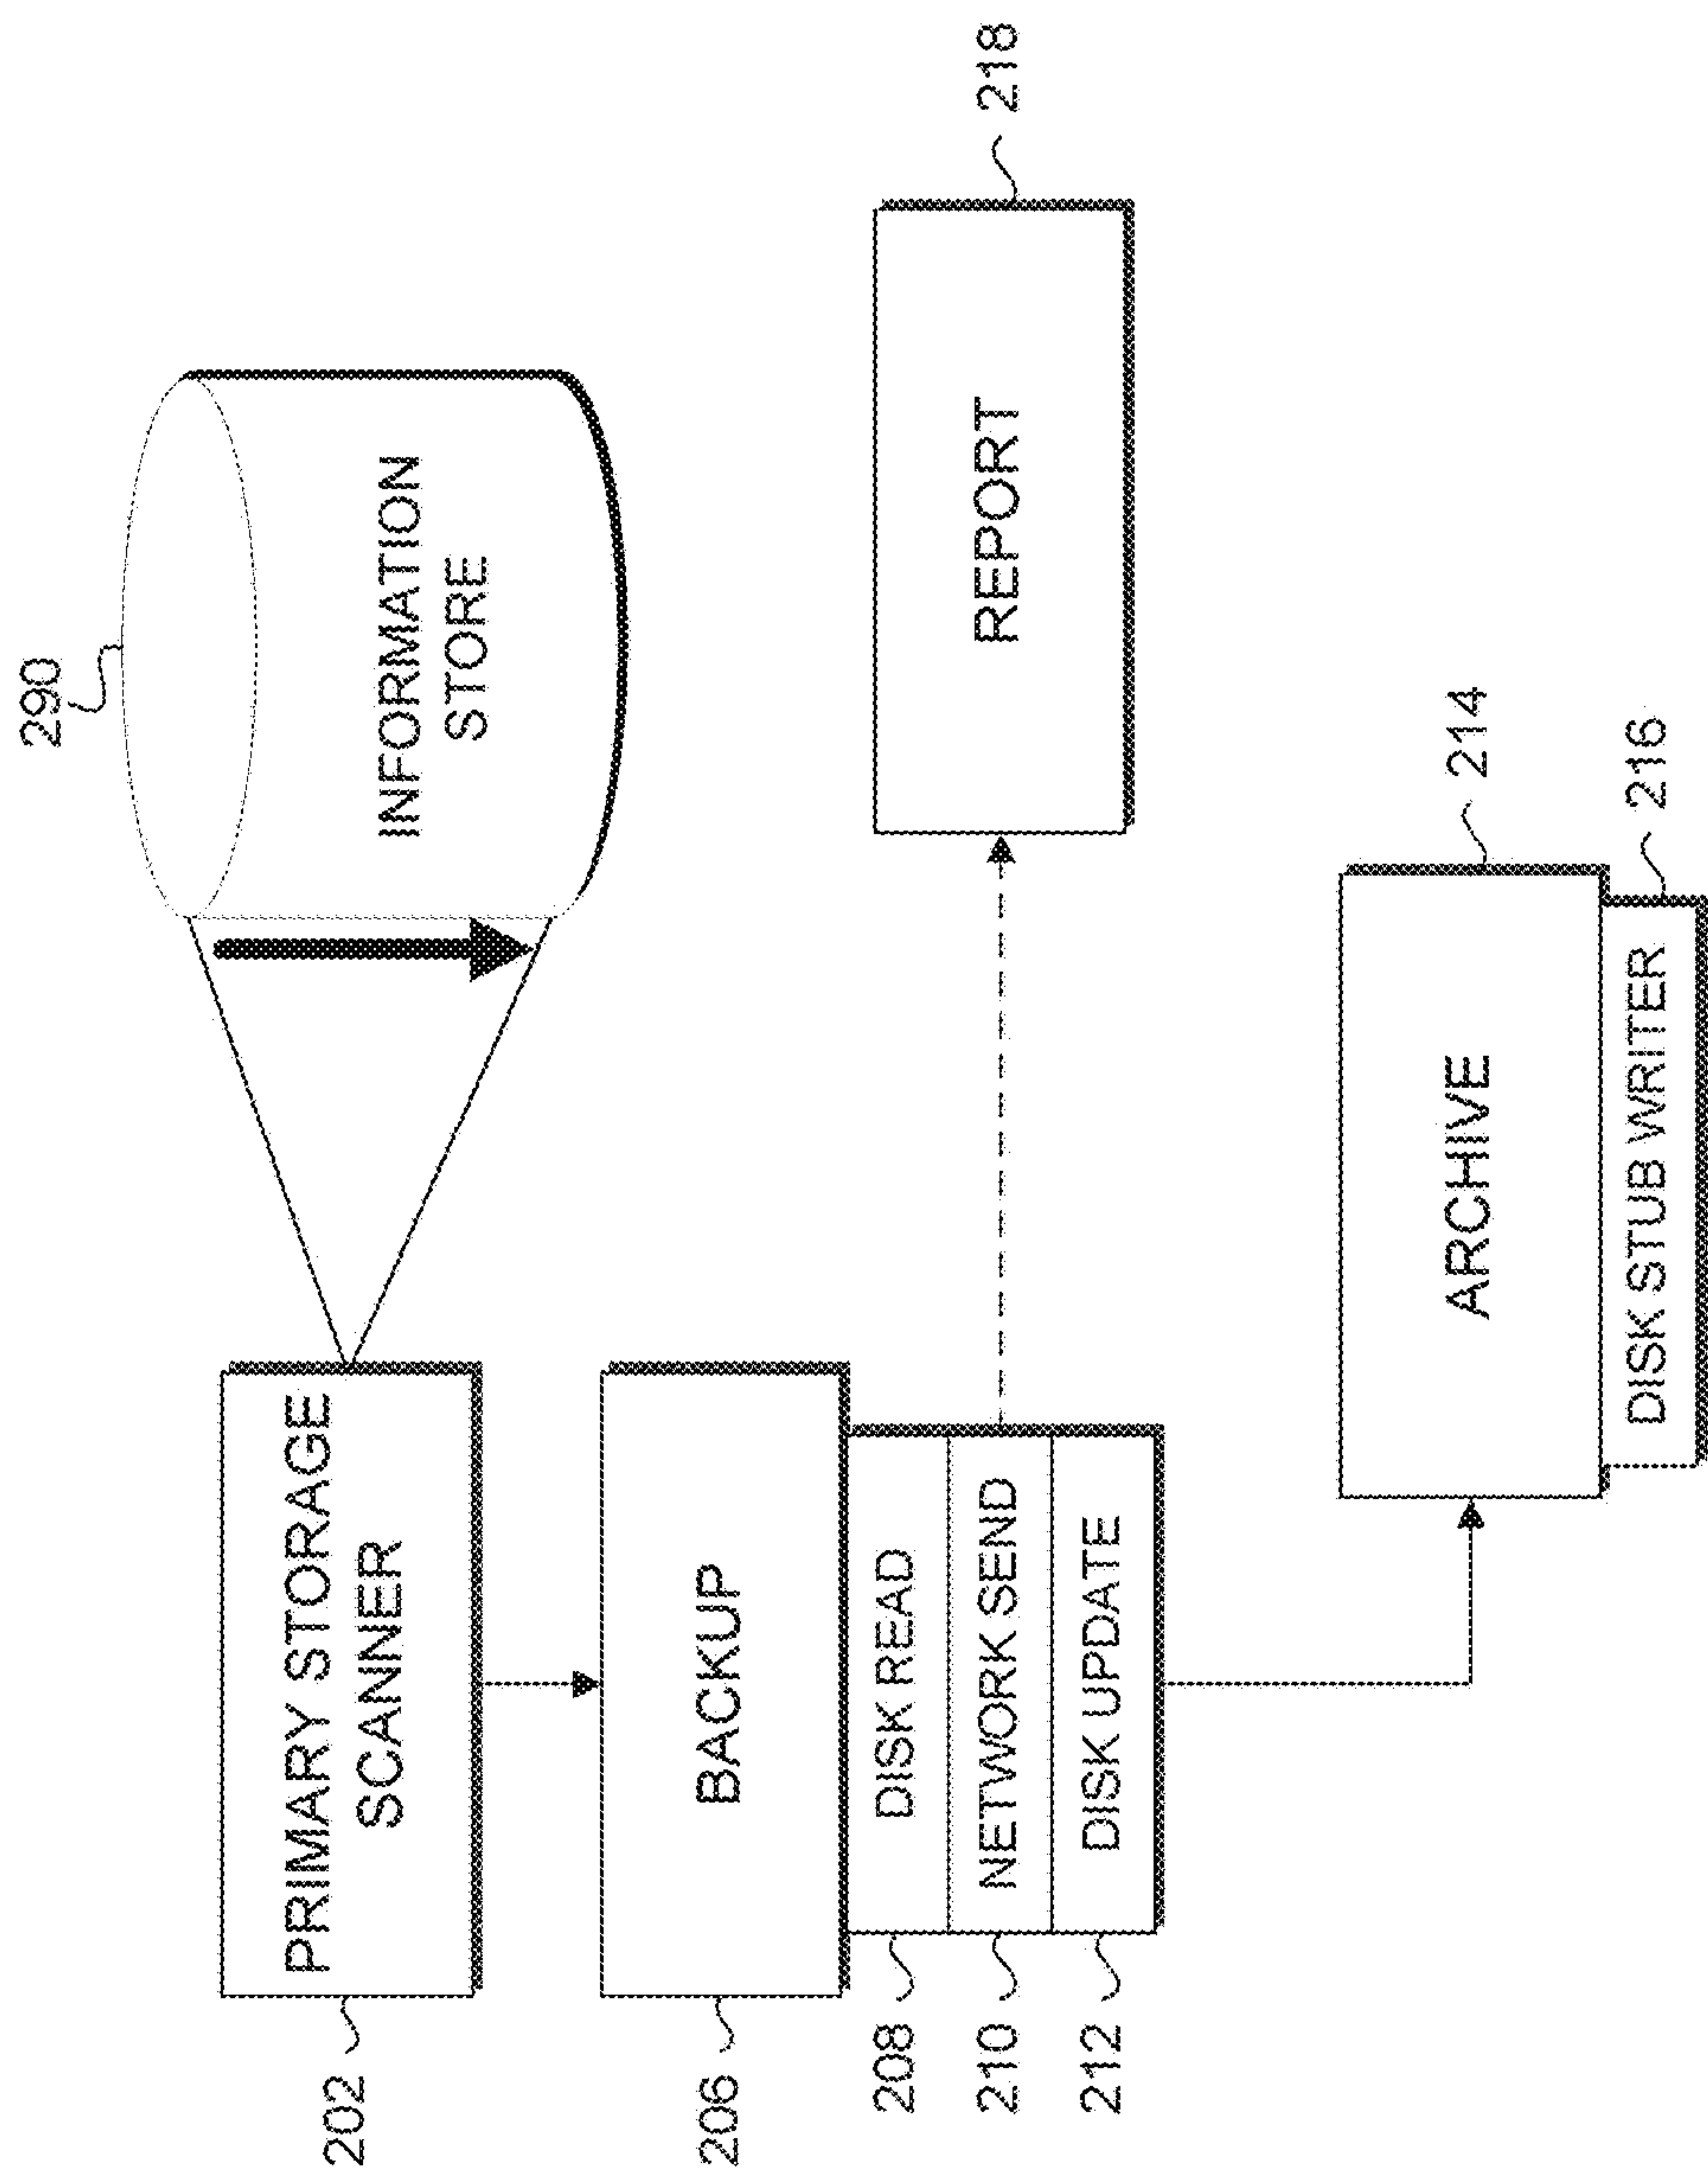 290
INFORMATION
STORE
202
PRIMARY STORAGE
SCANNER
206
BACKUP
208
DISK READ
210
NETWORK SEND
212
DISK UPDATE
REPORT
218
ARCHIVE
214
DISK STUB WRITER
216